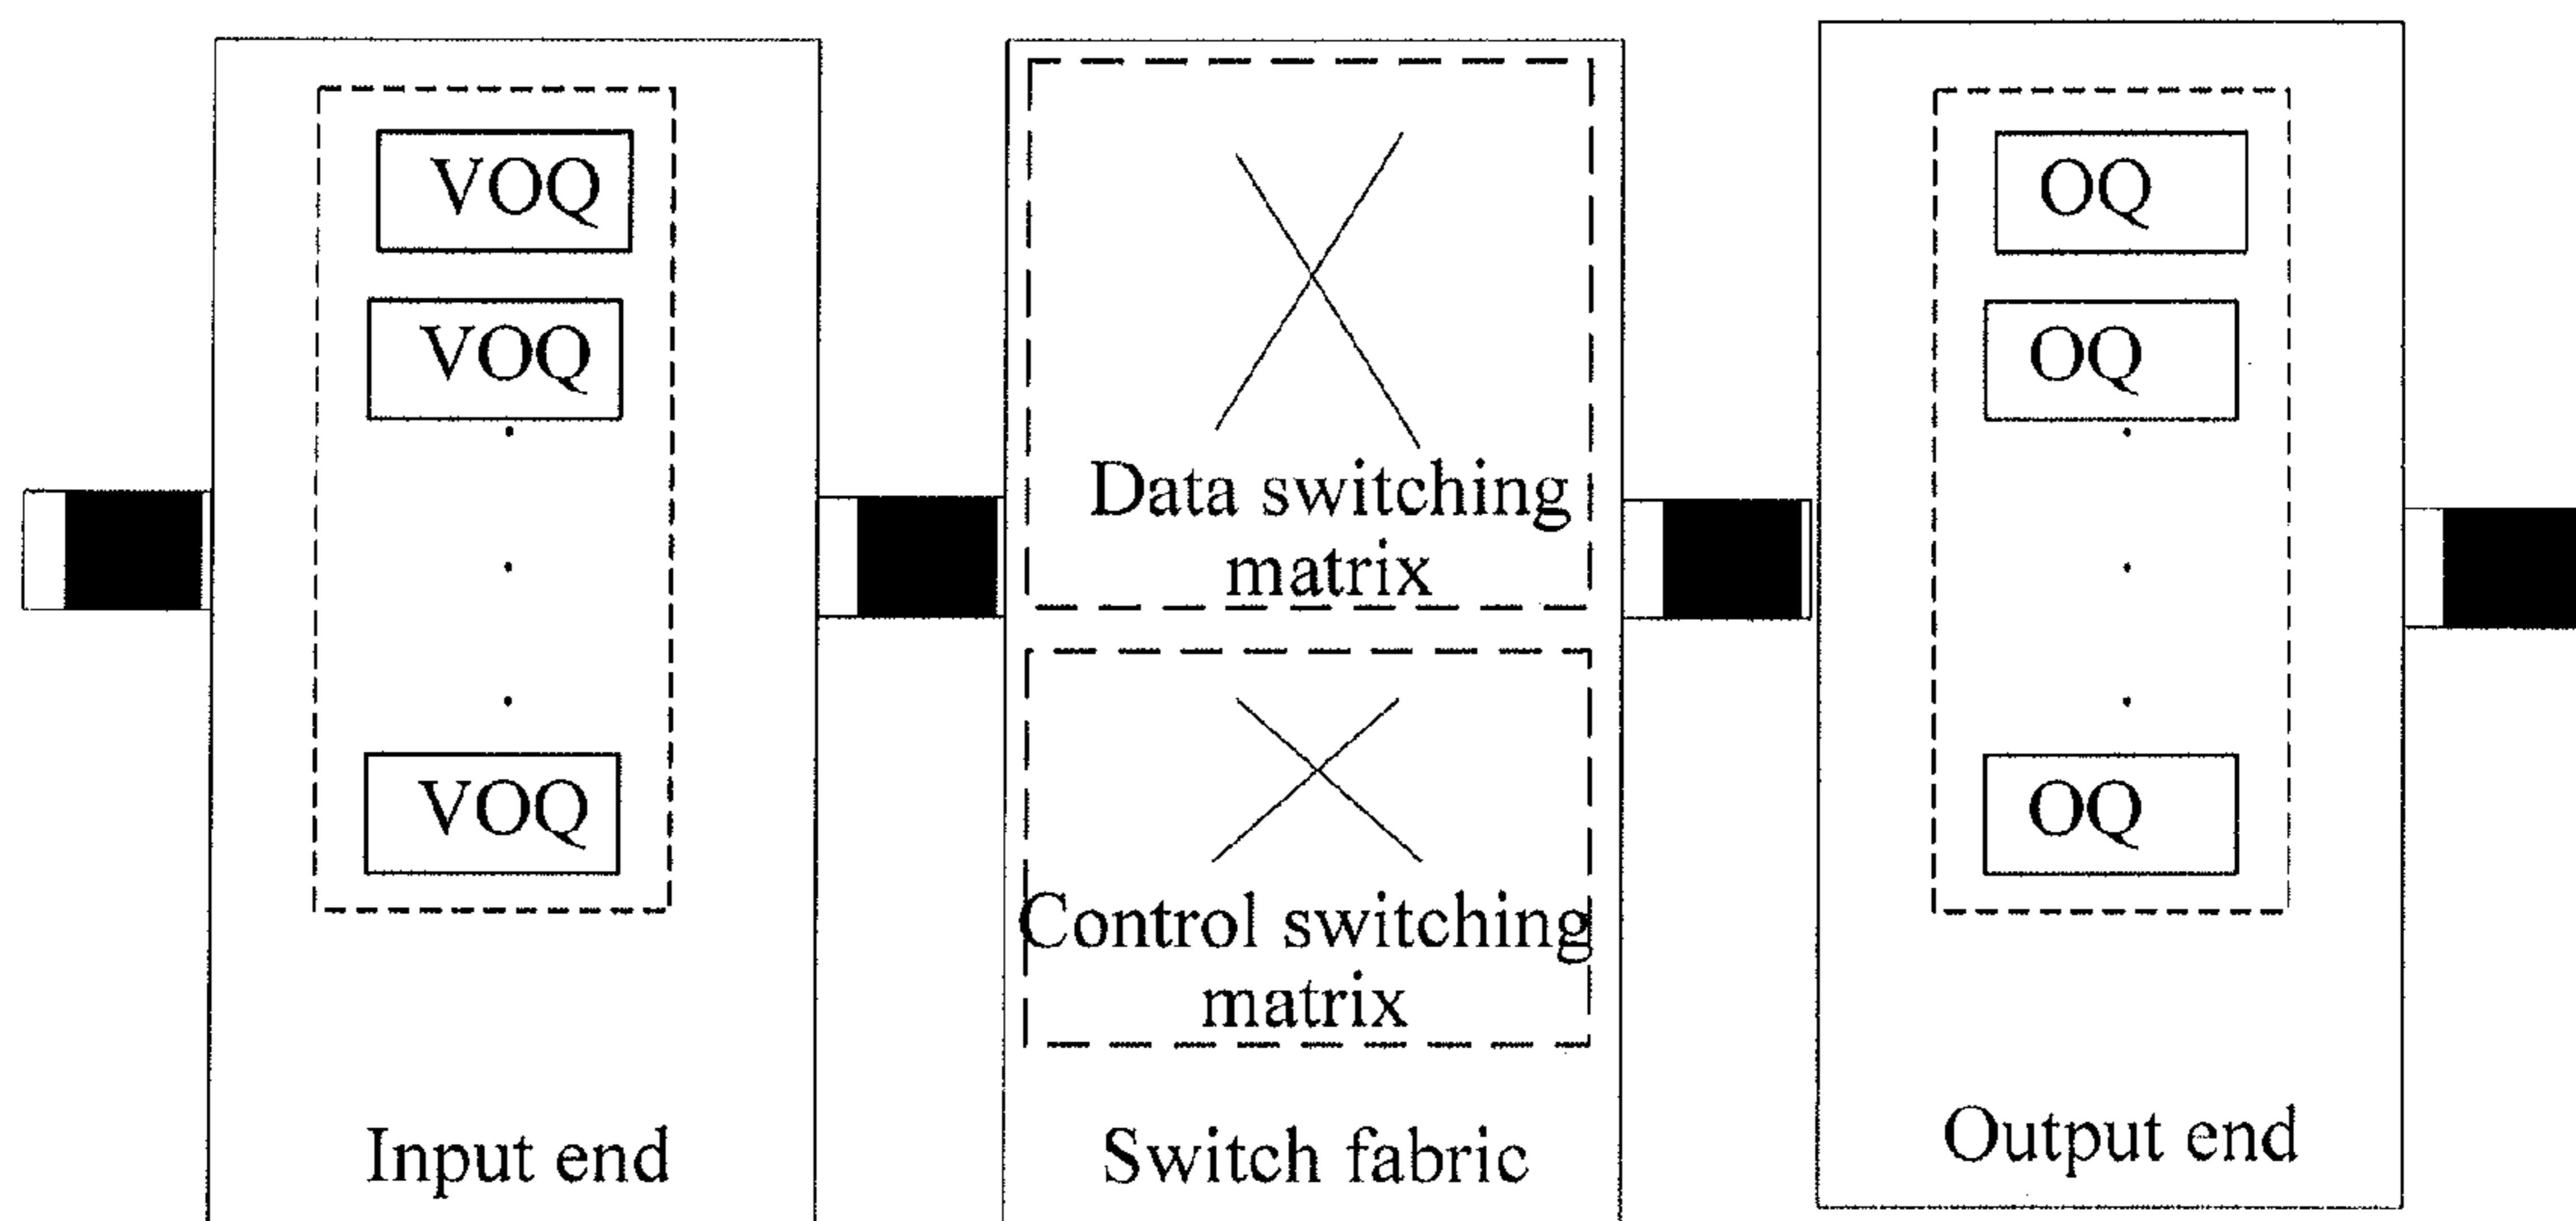 VOQ
VOQ
VOQ
Input end
Data switching
matrix
Control switching
matrix
Switch fabric
OQ
OQ
OQ
Output end